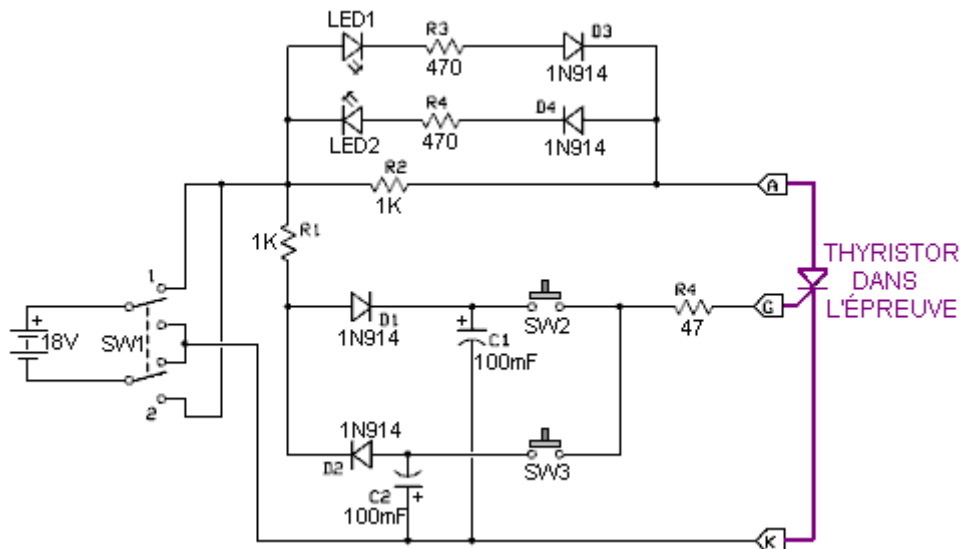 LED1
R3
470
D3
1N914
R4
470
LED2
D4
1N914
R2
1K
A
1K
R1
THYRISTOR
DANS
L'ÉPREUVE
1
+
18V
SW1
2
1N914
D1
+
C1
100mF
SW2
R4
47
G
1N914
D2
C2
+
100mF
SW3
K